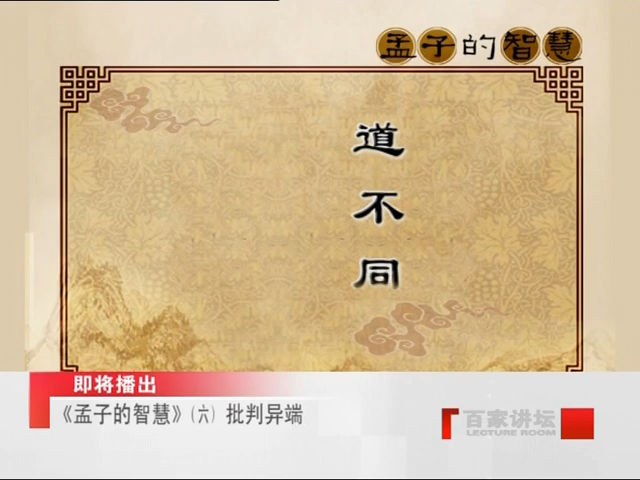 孟子的智慧
道不同
即将播出
《孟子的智慧》（六） 批判异端
百家讲坛
LECTURE ROOM